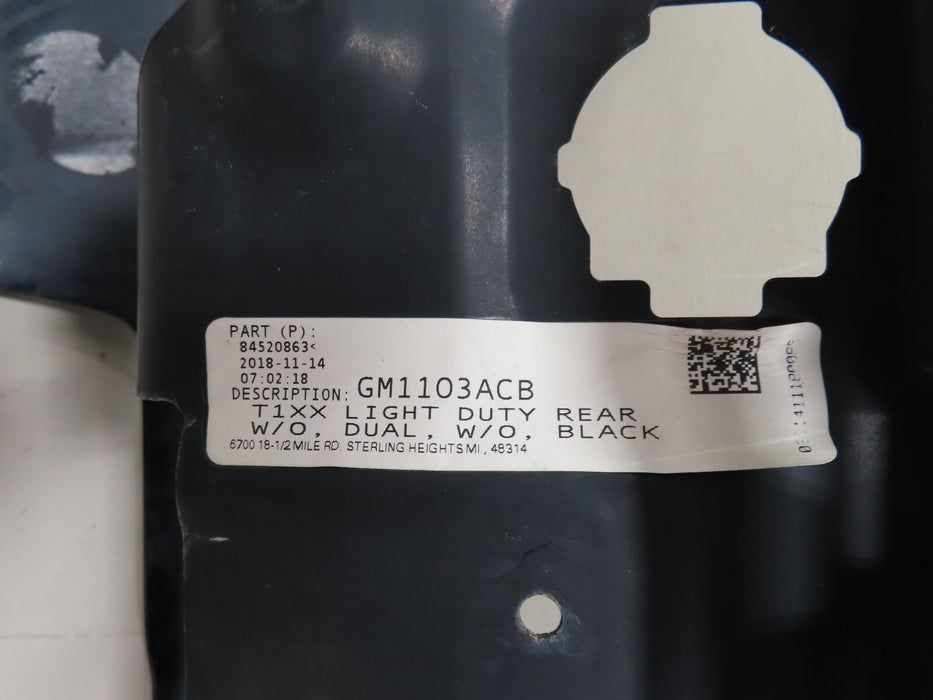 PART (P):
84520863<
2018-11-14
07:02:18
DESCRIPTION: GM1103ACB
T1XX LIGHT DUTY REAR
W/O, DUAL, W/O, BLACK
6700 18-1/2 MILE RD. STERLING HEIGHTS MI., 48314